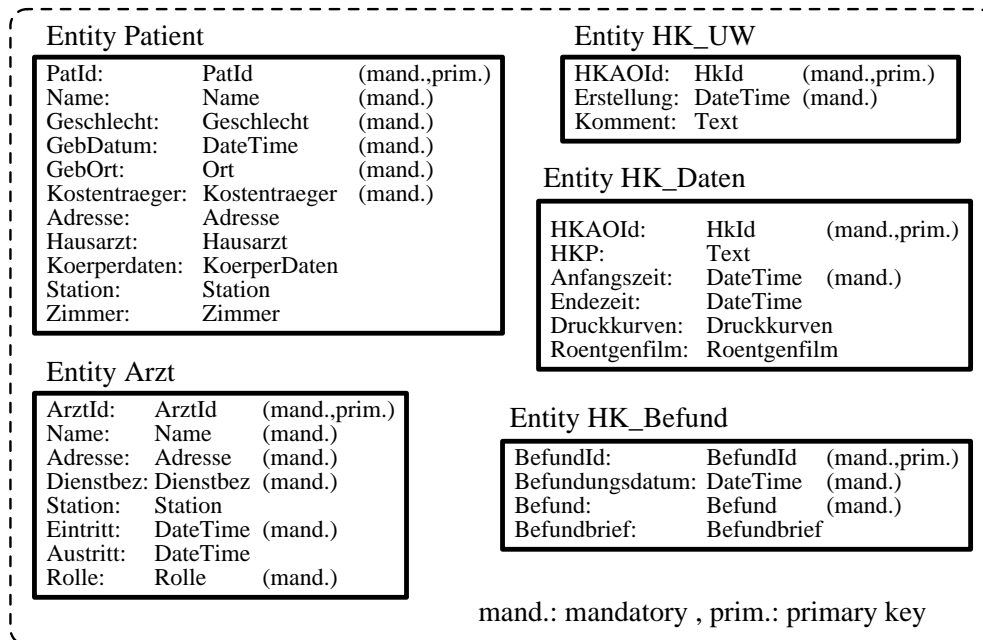 Entity Patient
PatId: PatId (mand.,prim.)
Name: Name (mand.)
Geschlecht: Geschlecht (mand.)
GebDatum: DateTime (mand.)
GebOrt: Ort (mand.)
Kostentraeger: Kostentraeger (mand.)
Adresse: Adresse
Hausarzt: Hausarzt
Koerperdaten: KoerperDaten
Station: Station
Zimmer: Zimmer
Entity Arzt
ArztId: ArztId (mand.,prim.)
Name: Name (mand.)
Adresse: Adresse (mand.)
Dienstbez: Dienstbez (mand.)
Station: Station
Eintritt: DateTime (mand.)
Austritt: DateTime
Rolle: Rolle (mand.)
Entity HK_UW
HKAOId: HkId (mand.,prim.)
Erstellung: DateTime (mand.)
Komment: Text
Entity HK_Daten
HKAOId: HkId (mand.,prim.)
HKP: Text
Anfangszeit: DateTime (mand.)
Endezeit: DateTime
Druckkurven: Druckkurven
Roentgenfilm: Roentgenfilm
Entity HK_Befund
BefundId: BefundId (mand.,prim.)
Befundungsdatum: DateTime (mand.)
Befund: Befund (mand.)
Befundbrief: Befundbrief
mand.: mandatory , prim.: primary key